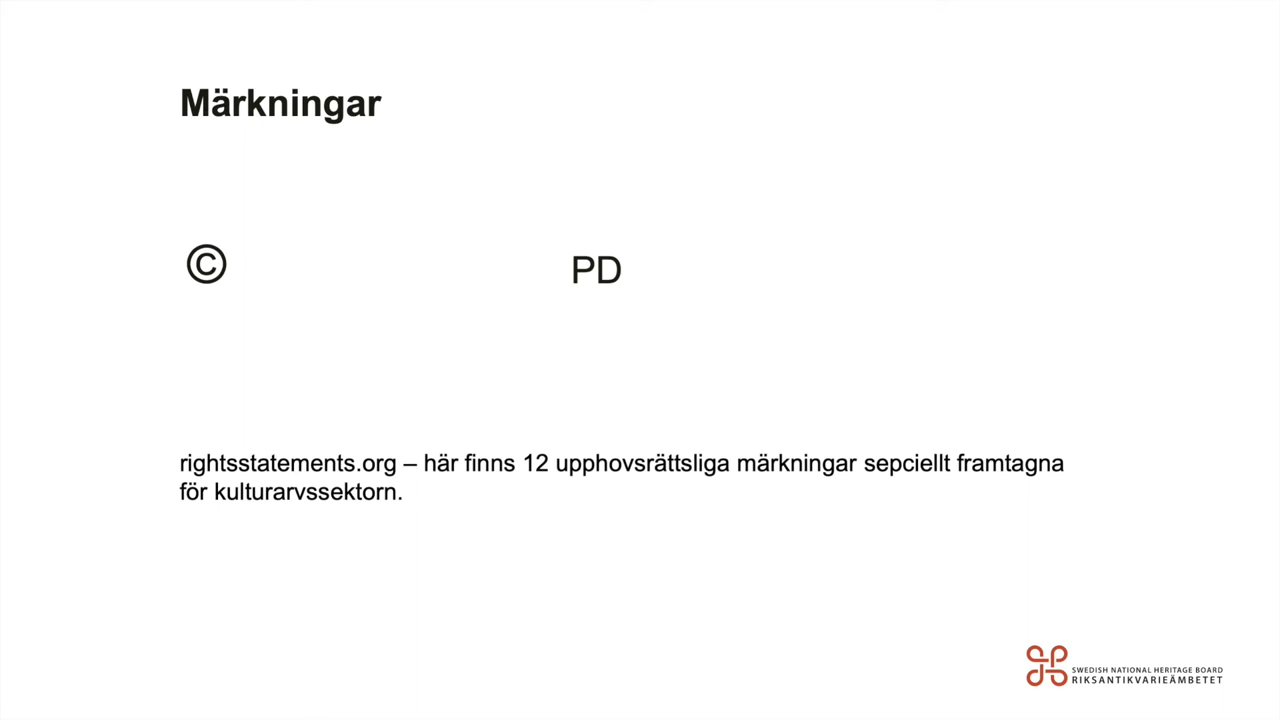 Märkningar
© PD
rightsstatements.org – här finns 12 upphovsrättsliga märkningar sepciellt framtagna
för kulturarvssektorn.
SWEDISH NATIONAL HERITAGE BOARD
RIKSANTIKVARIEÄMBETET